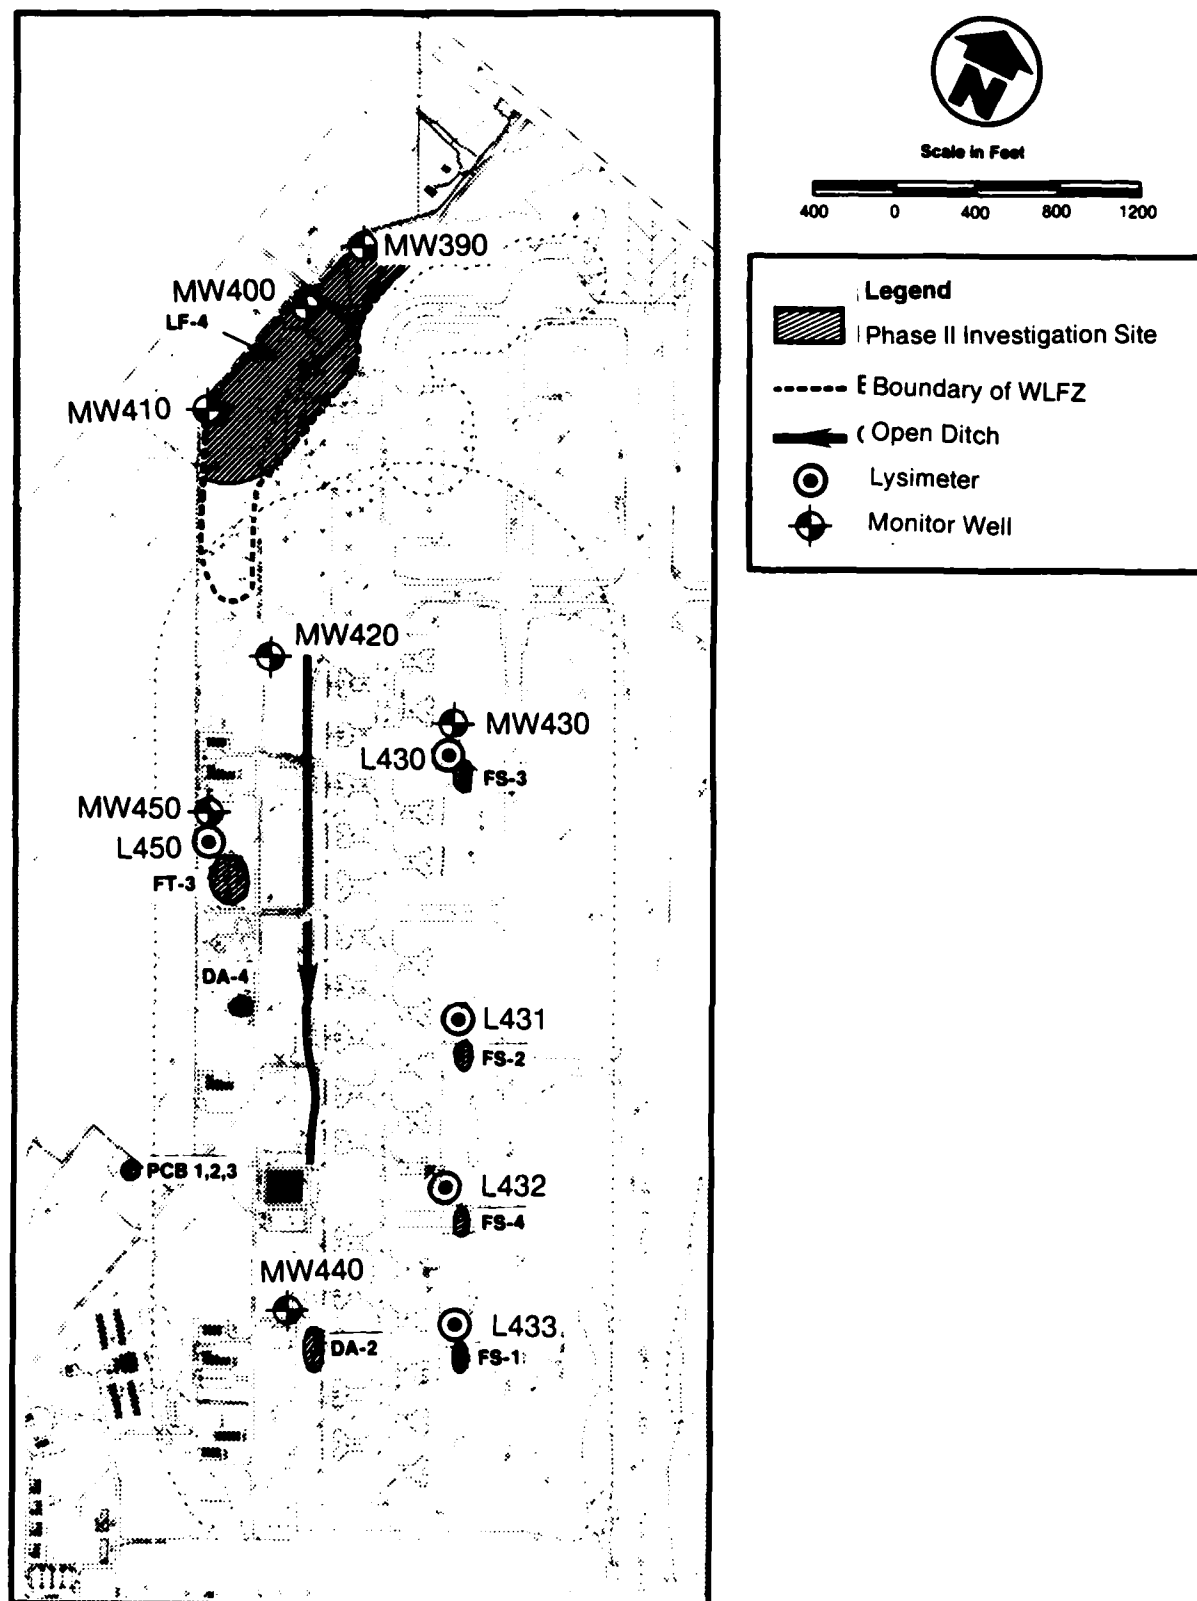 N
Scale in Feet
400 0 400 800 1200
Legend
Phase II Investigation Site
E Boundary of WLFZ
( Open Ditch
Lysimeter
Monitor Well
MW390
MW400
LF-4
MW410
MW420
MW430
L430
FS-3
MW450
L450
FT-3
DA-4
L431
FS-2
PCB 1,2,3
L432
FS-4
MW440
L433
DA-2
FS-1